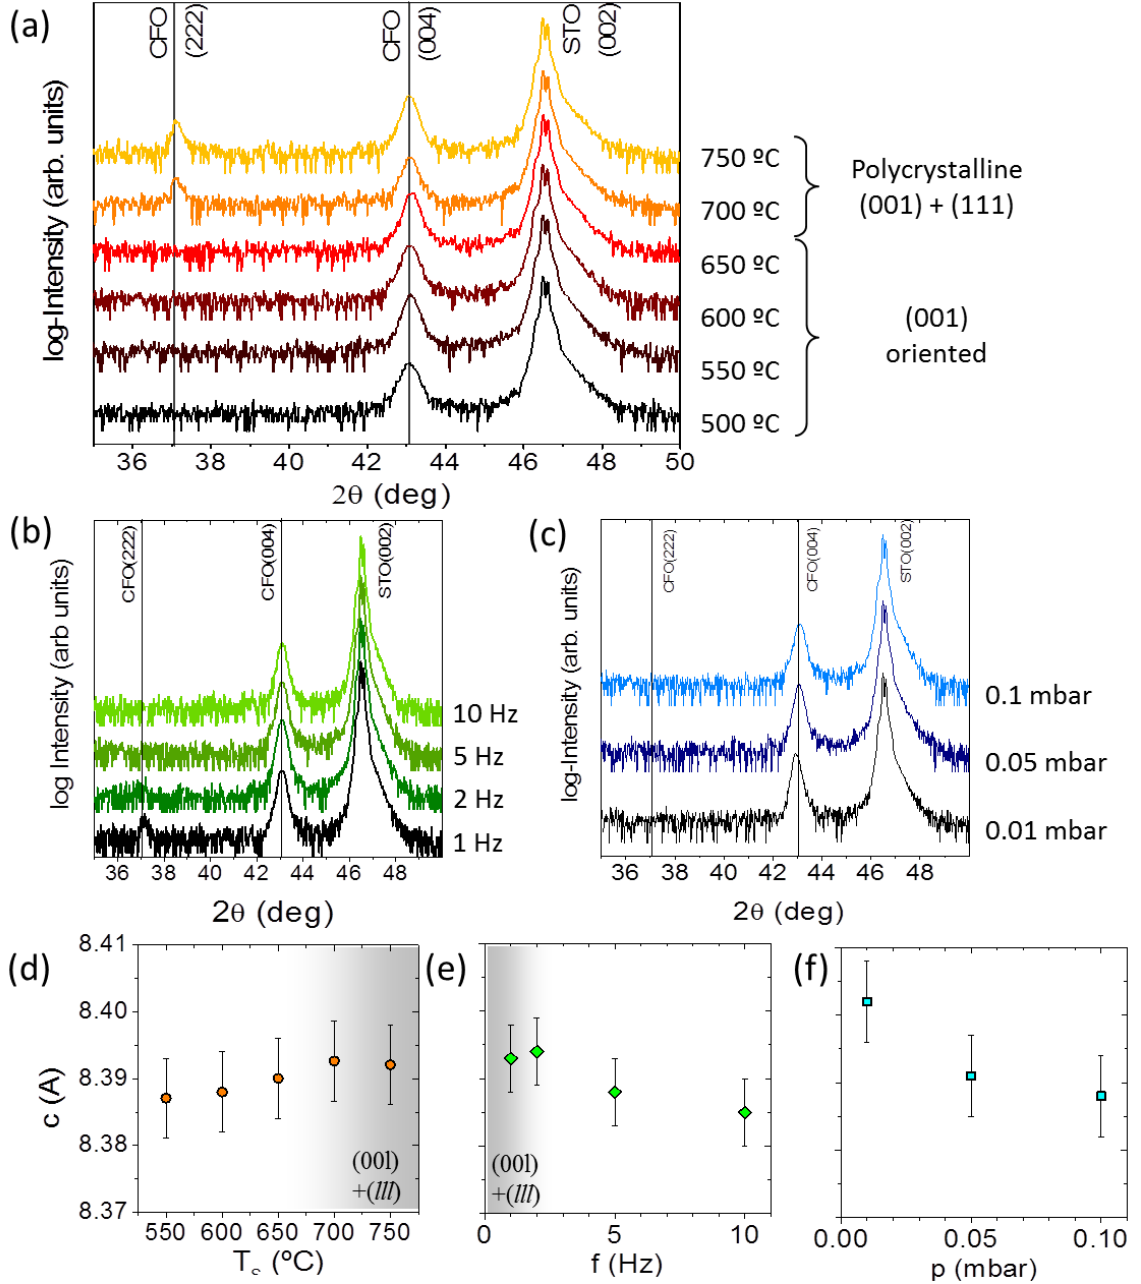 (a)
CFO
(222)
CFO
(004)
STO
(002)
log-Intensity (arb. units)
750 ºC
700 ºC
650 ºC
600 ºC
550 ºC
500 ºC
Polycrystalline
(001) + (111)
(001)
oriented
36 38 40 42 44 46 48 50
2θ (deg)
(b)
CFO(222)
CFO(004)
STO(002)
log Intensity (arb units)
10 Hz
5 Hz
2 Hz
1 Hz
36 38 40 42 44 46 48
2θ (deg)
(c)
CFO(222)
CFO(004)
STO(002)
log-Intensity (arb. units)
0.1 mbar
0.05 mbar
0.01 mbar
36 38 40 42 44 46 48
2θ (deg)
(d)
8.41
8.40
8.39
8.38
8.37
c (A)
(00l)
+(lll)
550 600 650 700 750
T_s (ºC)
(e)
(00l)
+(lll)
0 5 10
f (Hz)
(f)
0.00 0.05 0.10
p (mbar)